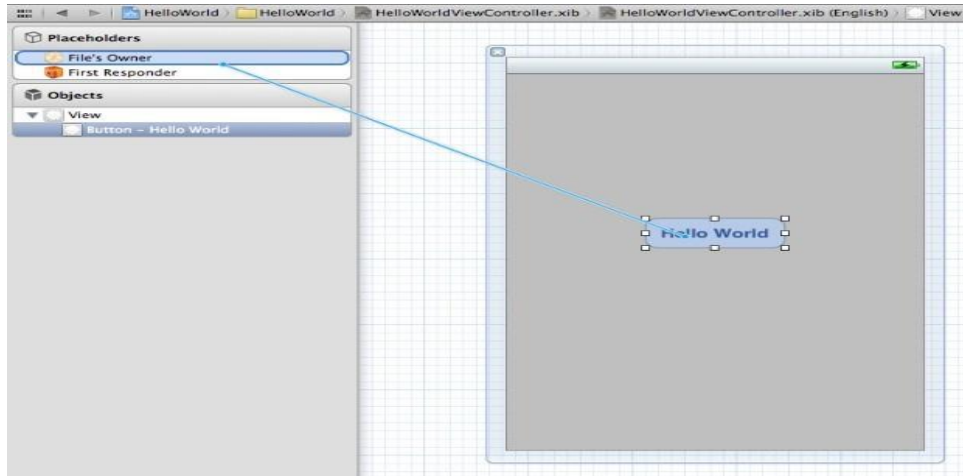 HelloWorld HelloWorld HelloWorldViewController.xib HelloWorldViewController.xib (English) View
Placeholders
File's Owner
First Responder
Objects
View
Button – Hello World
Hello World